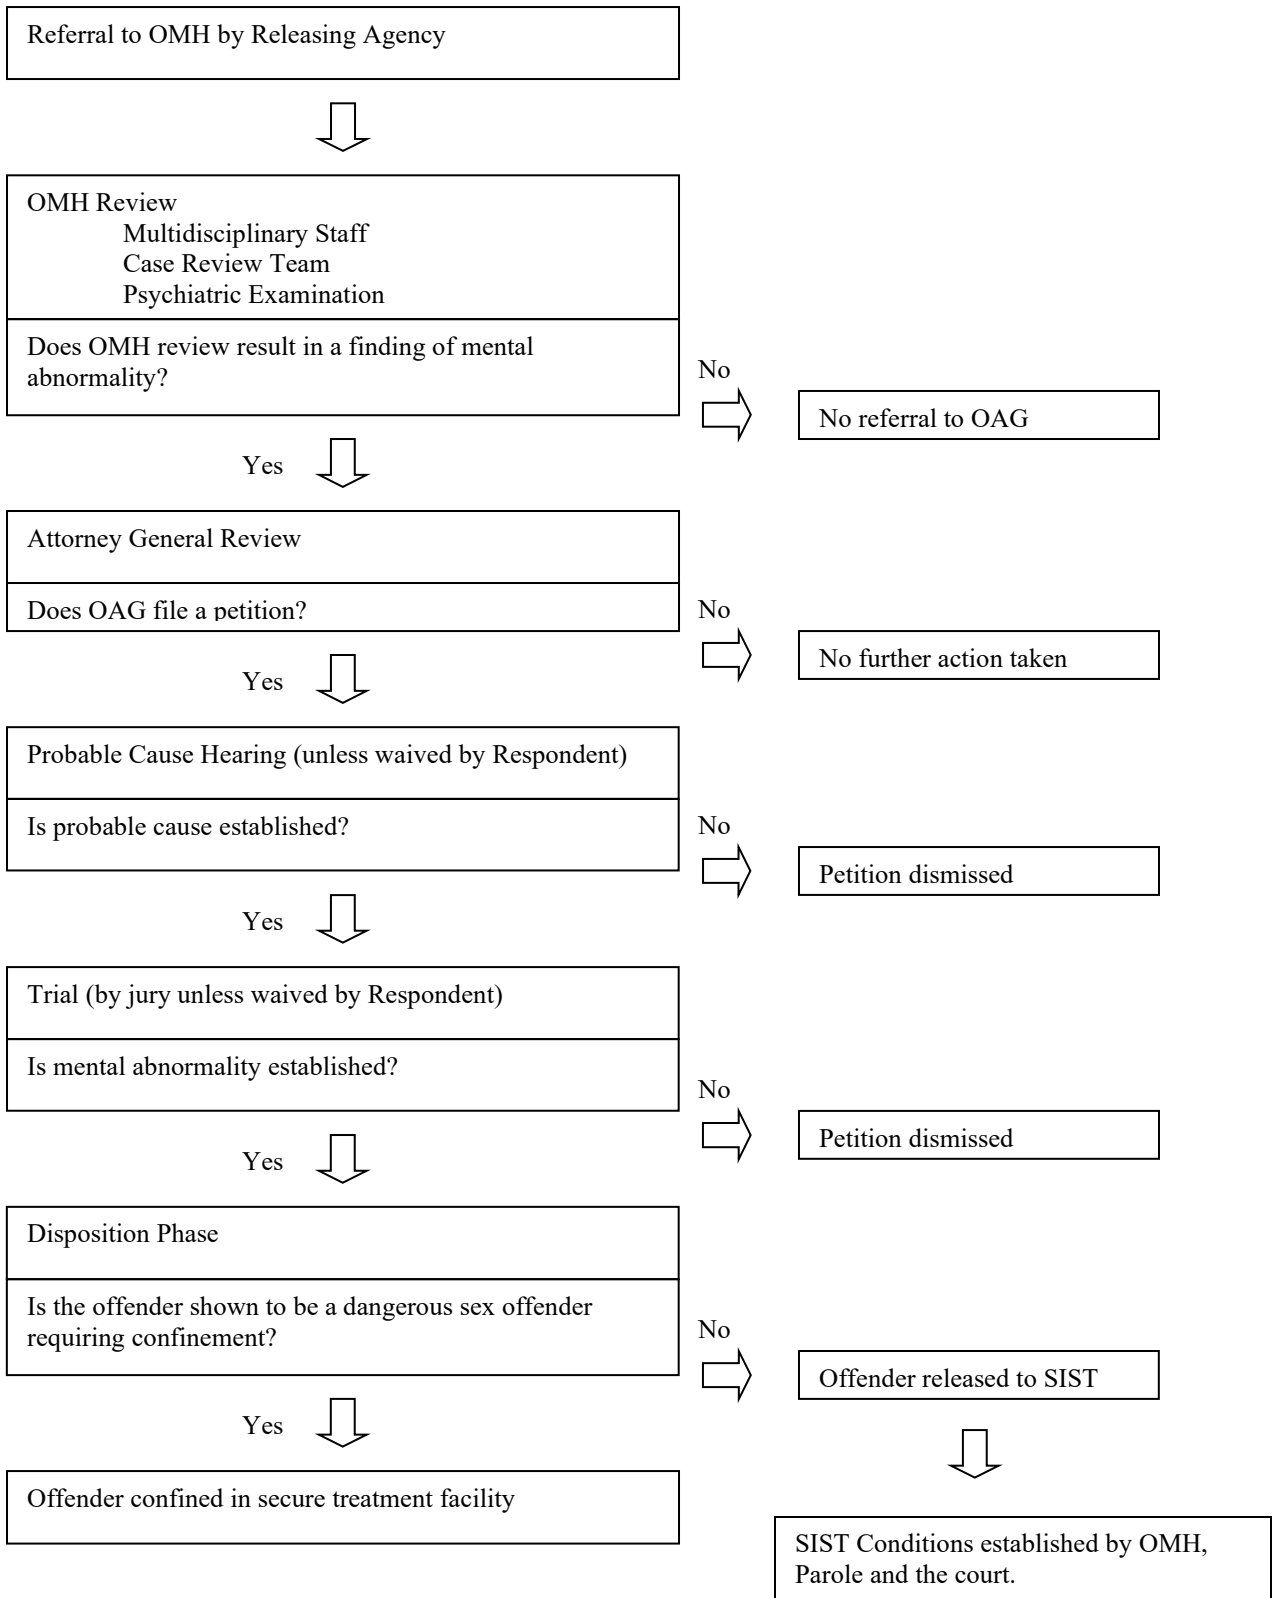 Referral to OMH by Releasing Agency
OMH Review
Multidisciplinary Staff
Case Review Team
Psychiatric Examination
Does OMH review result in a finding of mental
abnormality?
No
No referral to OAG
Yes
Attorney General Review
Does OAG file a petition?
No
No further action taken
Yes
Probable Cause Hearing (unless waived by Respondent)
Is probable cause established?
No
Petition dismissed
Yes
Trial (by jury unless waived by Respondent)
Is mental abnormality established?
No
Petition dismissed
Yes
Disposition Phase
Is the offender shown to be a dangerous sex offender
requiring confinement?
No
Offender released to SIST
Yes
Offender confined in secure treatment facility
SIST Conditions established by OMH,
Parole and the court.